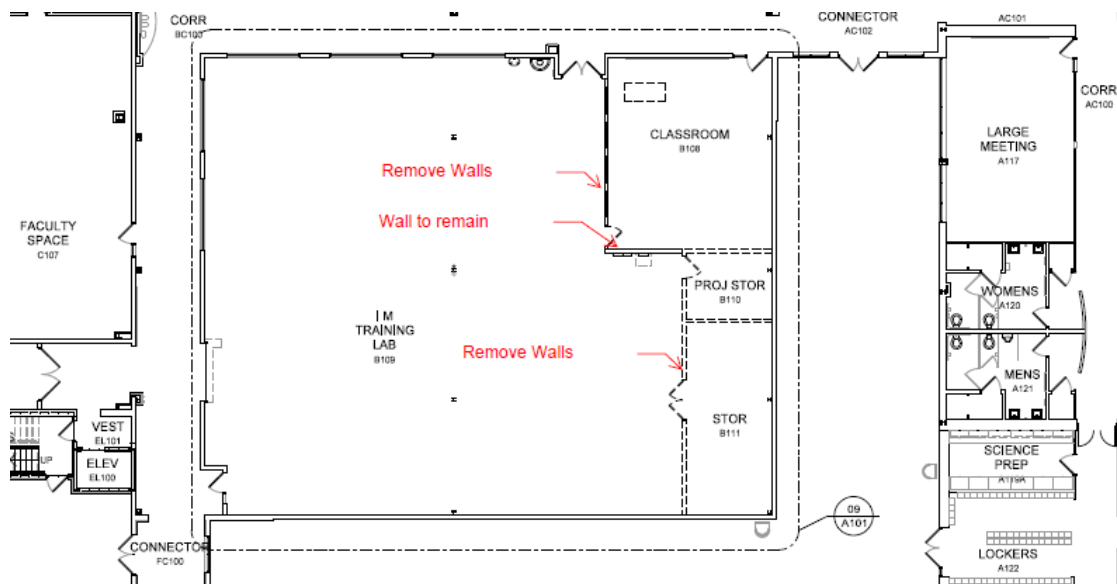 CORR
BC100
CONNECTOR
AC102
AC101
CORR
AC100
CLASSROOM
B108
LARGE
MEETING
A117
Remove Walls
Wall to remain
FACULTY
SPACE
C107
PROJ STOR
B110
WOMENS
A120
I M
TRAINING
LAB
B109
Remove Walls
MENS
A121
VEST
EL101
STOR
B111
UP
ELEV
EL100
SCIENCE
PREP
A119A
09
A101
CONNECTOR
FC100
LOCKERS
A122